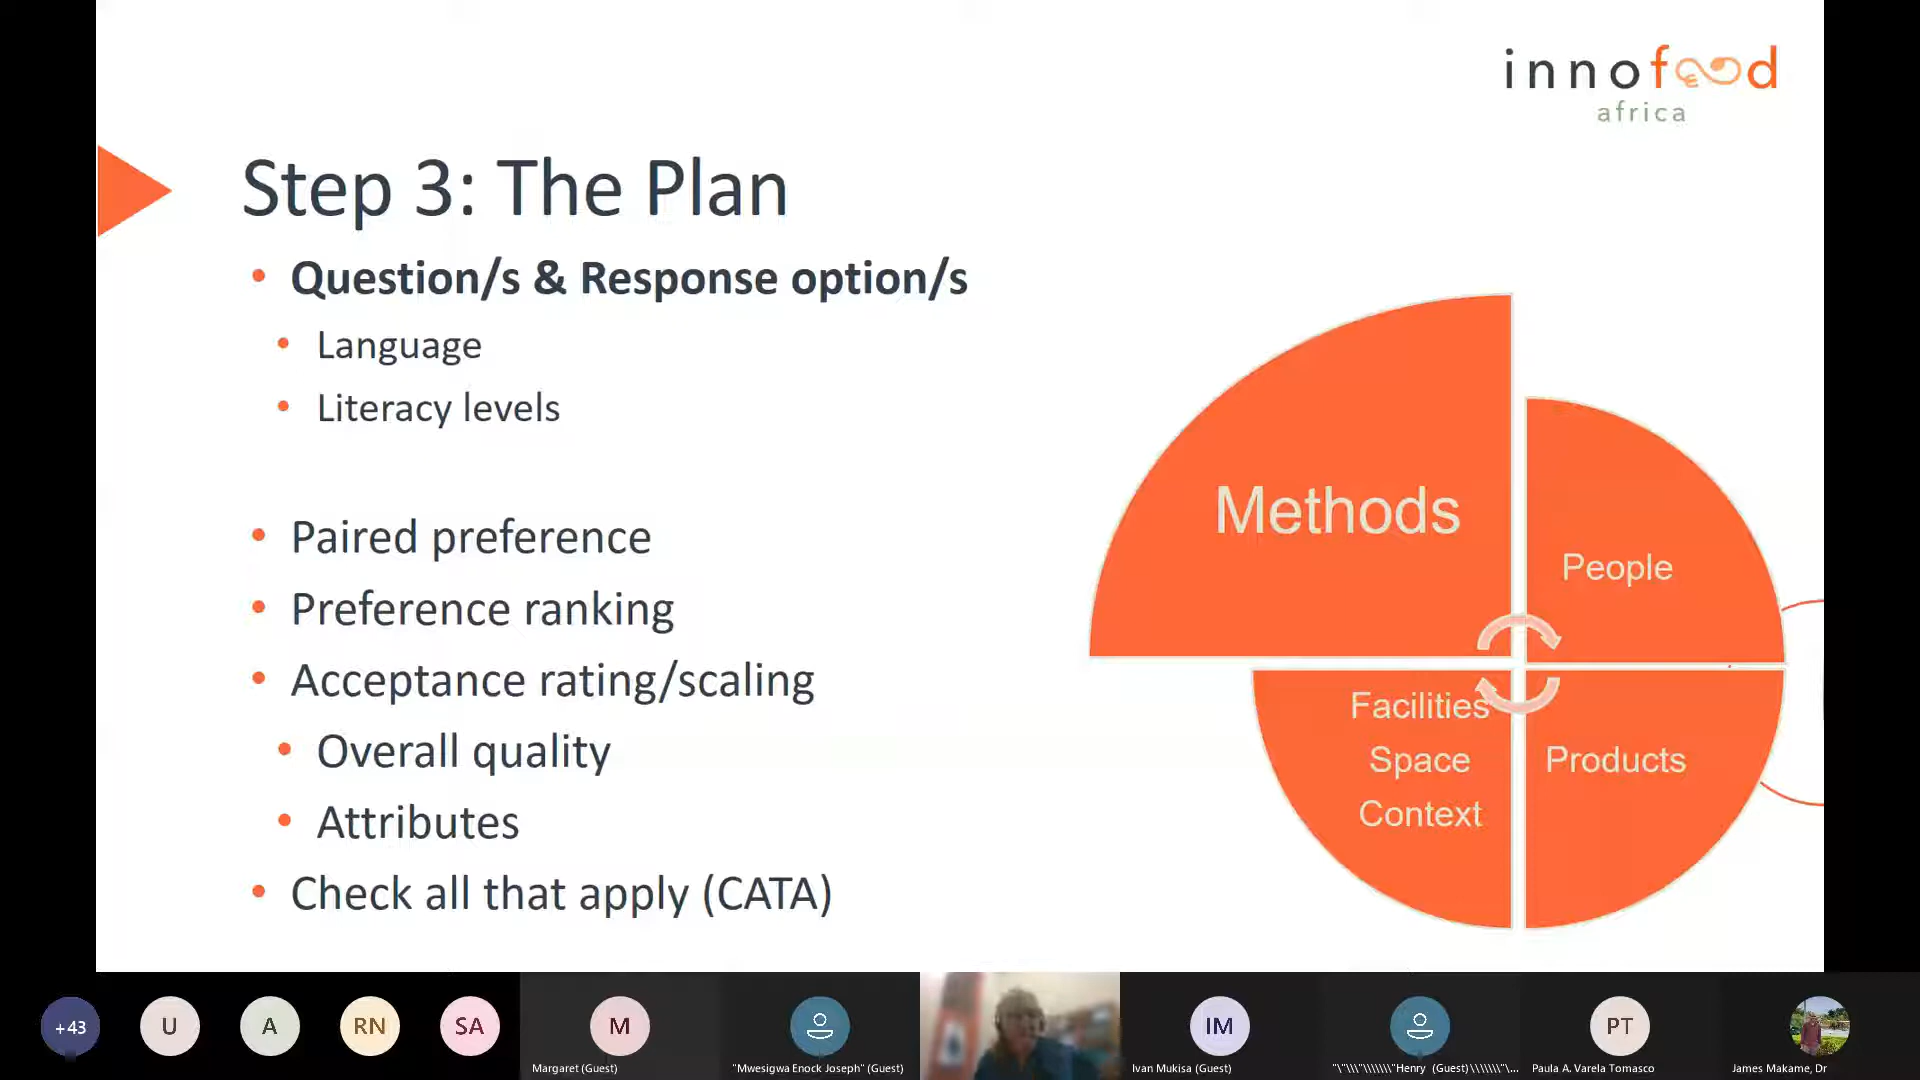 innofood
africa
Step 3: The Plan
Question/s & Response option/s
Language
Literacy levels
Paired preference
Preference ranking
Acceptance rating/scaling
Overall quality
Attributes
Check all that apply (CATA)
Methods
People
Facilities
Space
Context
Products
+43
U
A
RN
SA
M
IM
PT
Margaret (Guest)
"Mwesigwa Enock Joseph" (Guest)
Ivan Mukisa (Guest)
"\"\\\"\\\\\\\"Henry (Guest)\\\\\\\"\...
Paula A. Varela Tomasco
James Makame, Dr